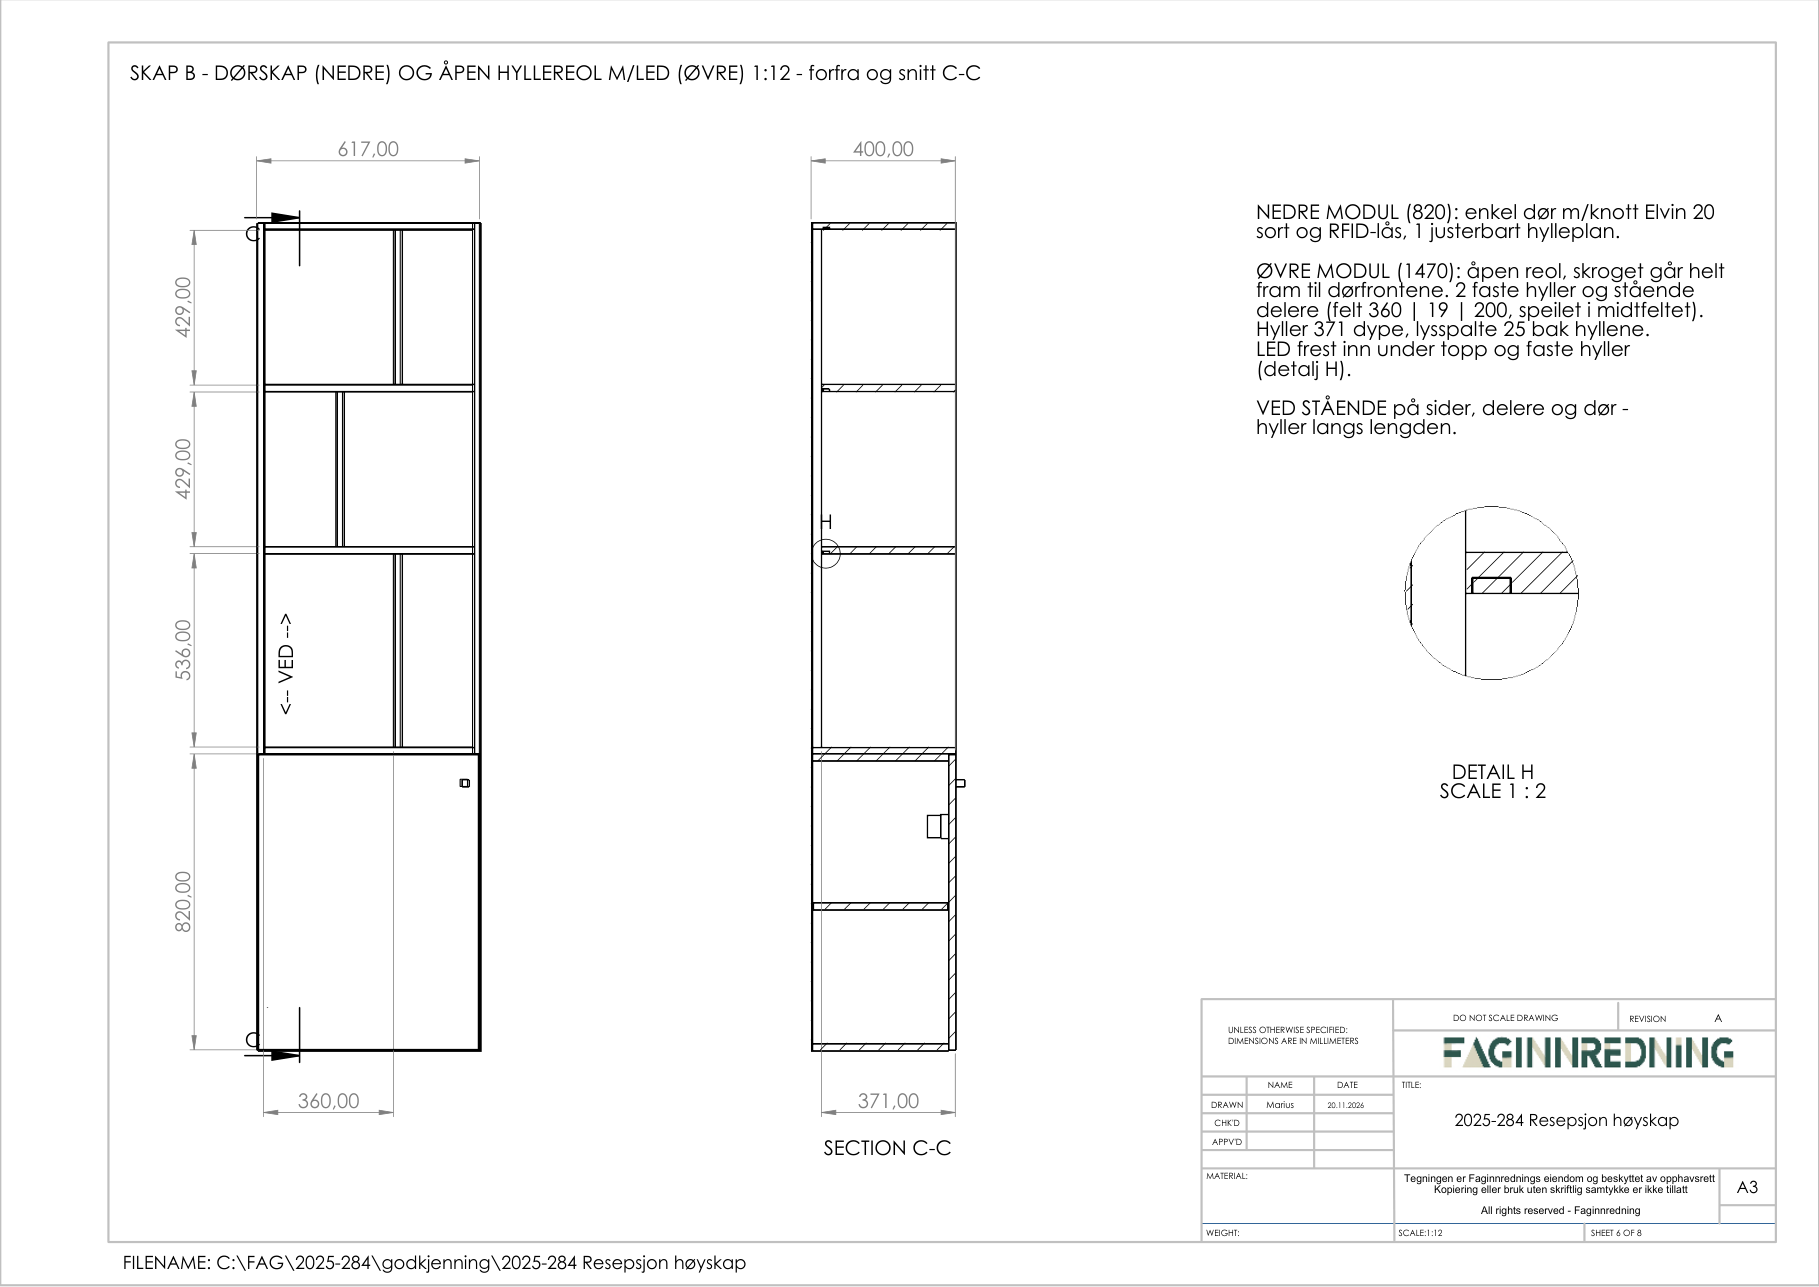 SKAP B - DØRSKAP (NEDRE) OG ÅPEN HYLLEREOL M/LED (ØVRE) 1:12 - forfra og snitt C-C
617,00
400,00
C
429,00
429,00
536,00
820,00
<-- VED -->
C
360,00
H
371,00
SECTION C-C
NEDRE MODUL (820): enkel dør m/knott Elvin 20
sort og RFID-lås, 1 justerbart hylleplan.
ØVRE MODUL (1470): åpen reol, skroget går helt
fram til dørfrontene. 2 faste hyller og stående
delere (felt 360 | 19 | 200, speilet i midtfeltet).
Hyller 371 dype, lysspalte 25 bak hyllene.
LED frest inn under topp og faste hyller
(detalj H).
VED STÅENDE på sider, delere og dør -
hyller langs lengden.
DETAIL H
SCALE 1 : 2
UNLESS OTHERWISE SPECIFIED:
DIMENSIONS ARE IN MILLIMETERS
DO NOT SCALE DRAWING
REVISION A
FAGINNREDNING
NAME DATE
DRAWN Marius 20.11.2026
CHK'D
APPV'D
TITLE:
2025-284 Resepsjon høyskap
MATERIAL:
Tegningen er Faginnrednings eiendom og beskyttet av opphavsrett
Kopiering eller bruk uten skriftlig samtykke er ikke tillatt
All rights reserved - Faginnredning
A3
WEIGHT:
SCALE:1:12
SHEET 6 OF 8
FILENAME: C:\FAG\2025-284\godkjenning\2025-284 Resepsjon høyskap